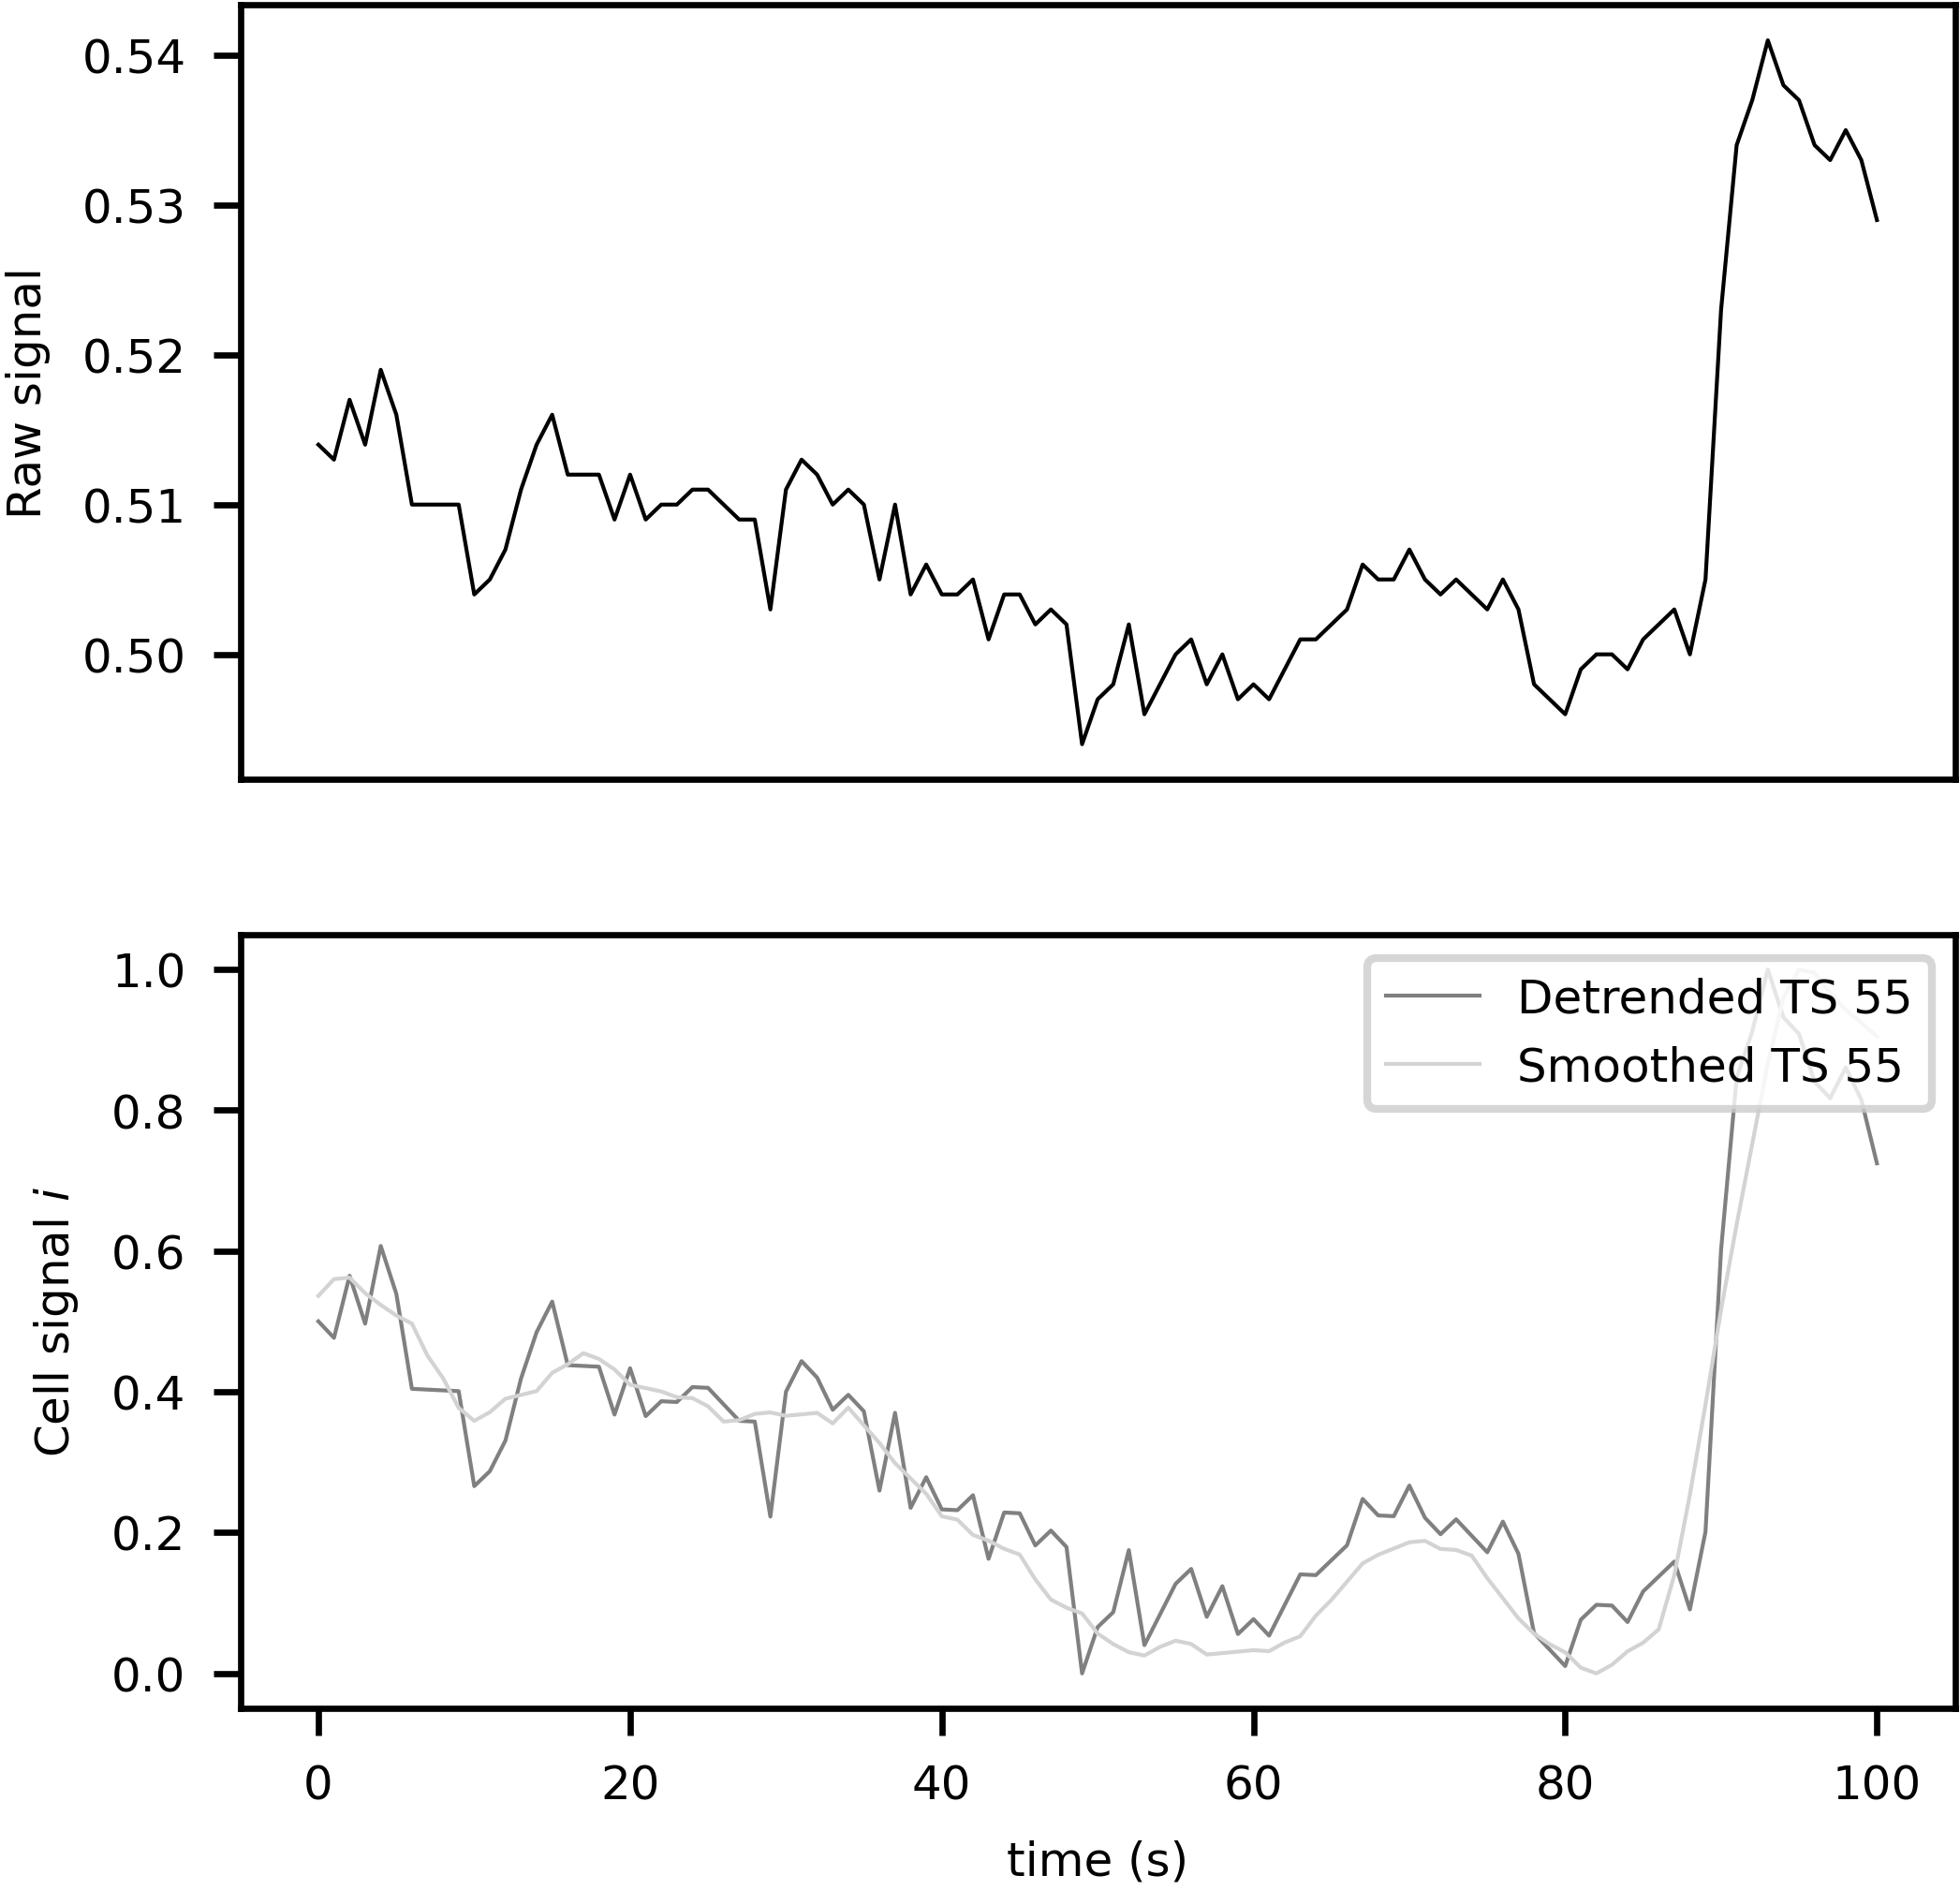 0.54
0.53
0.52
0.51
0.50
Raw signal
1.0
0.8
0.6
0.4
0.2
0.0
Cell signal i
Detrended TS 55
Smoothed TS 55
0 20 40 60 80 100
time (s)